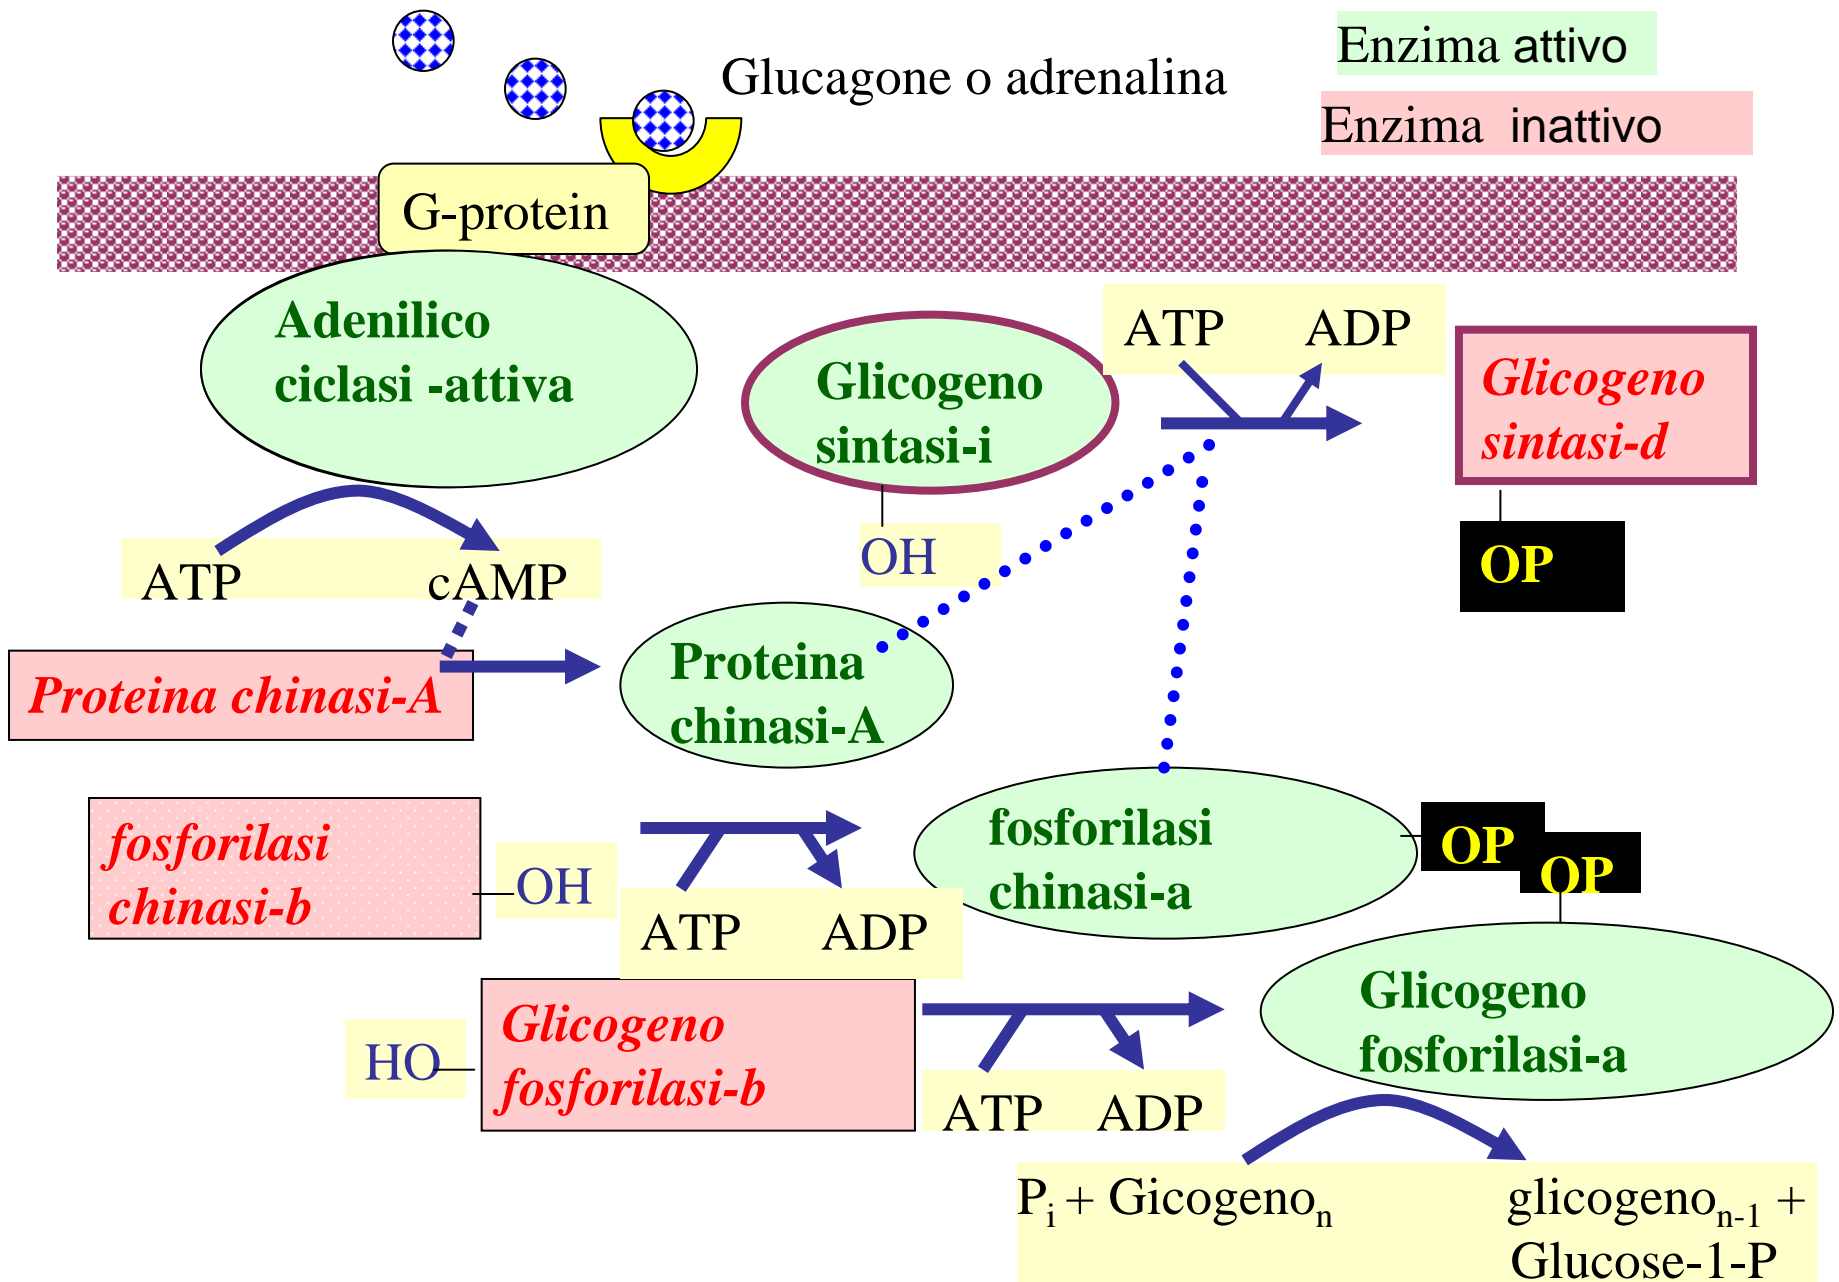 Enzima attivo
Glucagone o adrenalina
Enzima inattivo
G-protein
Adenilico
ciclasi -attiva
Glicogeno
sintasi-i
ATP ADP
Glicogeno
sintasi-d
OH
OP
ATP cAMP
Proteina chinasi-A
Proteina
chinasi-A
fosforilasi
chinasi-b
OH
ATP ADP
fosforilasi
chinasi-a
OP
OP
HO
Glicogeno
fosforilasi-b
ATP ADP
Glicogeno
fosforilasi-a
Pi + Gicogenon glicogenon-1 +
Glucose-1-P